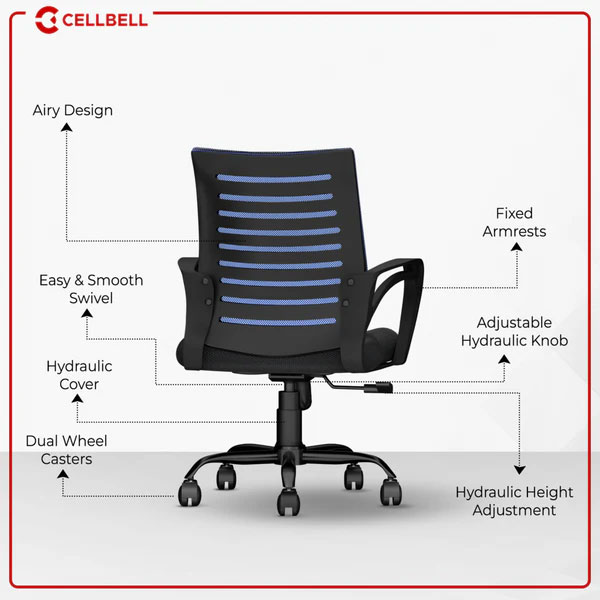 CELLBELL
Airy Design
Fixed
Armrests
Easy & Smooth
Swivel
Adjustable
Hydraulic Knob
Hydraulic
Cover
Dual Wheel
Casters
Hydraulic Height
Adjustment